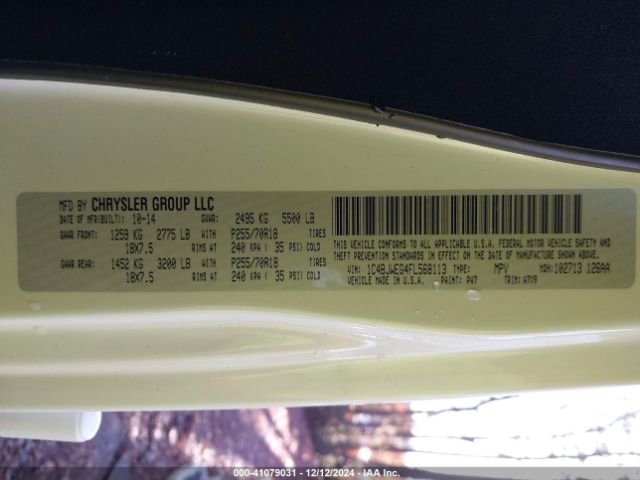 MFD BY CHRYSLER GROUP LLC
DATE OF MFR(BUILT): 10-14 GVWR: 2495 KG 5500 LB
GAWR FRONT: 1259 KG 2775 LB WITH P255/70R18 TIRES
18X7.5 RIMS AT 240 KPA ( 35 PSI) COLD
GAWR REAR: 1452 KG 3200 LB WITH P255/70R18 TIRES
18X7.5 RIMS AT 240 KPA ( 35 PSI) COLD
THIS VEHICLE CONFORMS TO ALL APPLICABLE U.S.A. FEDERAL MOTOR VEHICLE SAFETY AND
THEFT PREVENTION STANDARDS IN EFFECT ON THE DATE OF MANUFACTURE SHOWN ABOVE.
VIN: 1C4BJWEG4FL558113 TYPE: MPV MDH: 102713 126AA
VEHICLE MADE IN U.S.A. PAINT: PW7 TRIM: A7X9
000-41079031 - 12/12/2024 - IAA Inc.